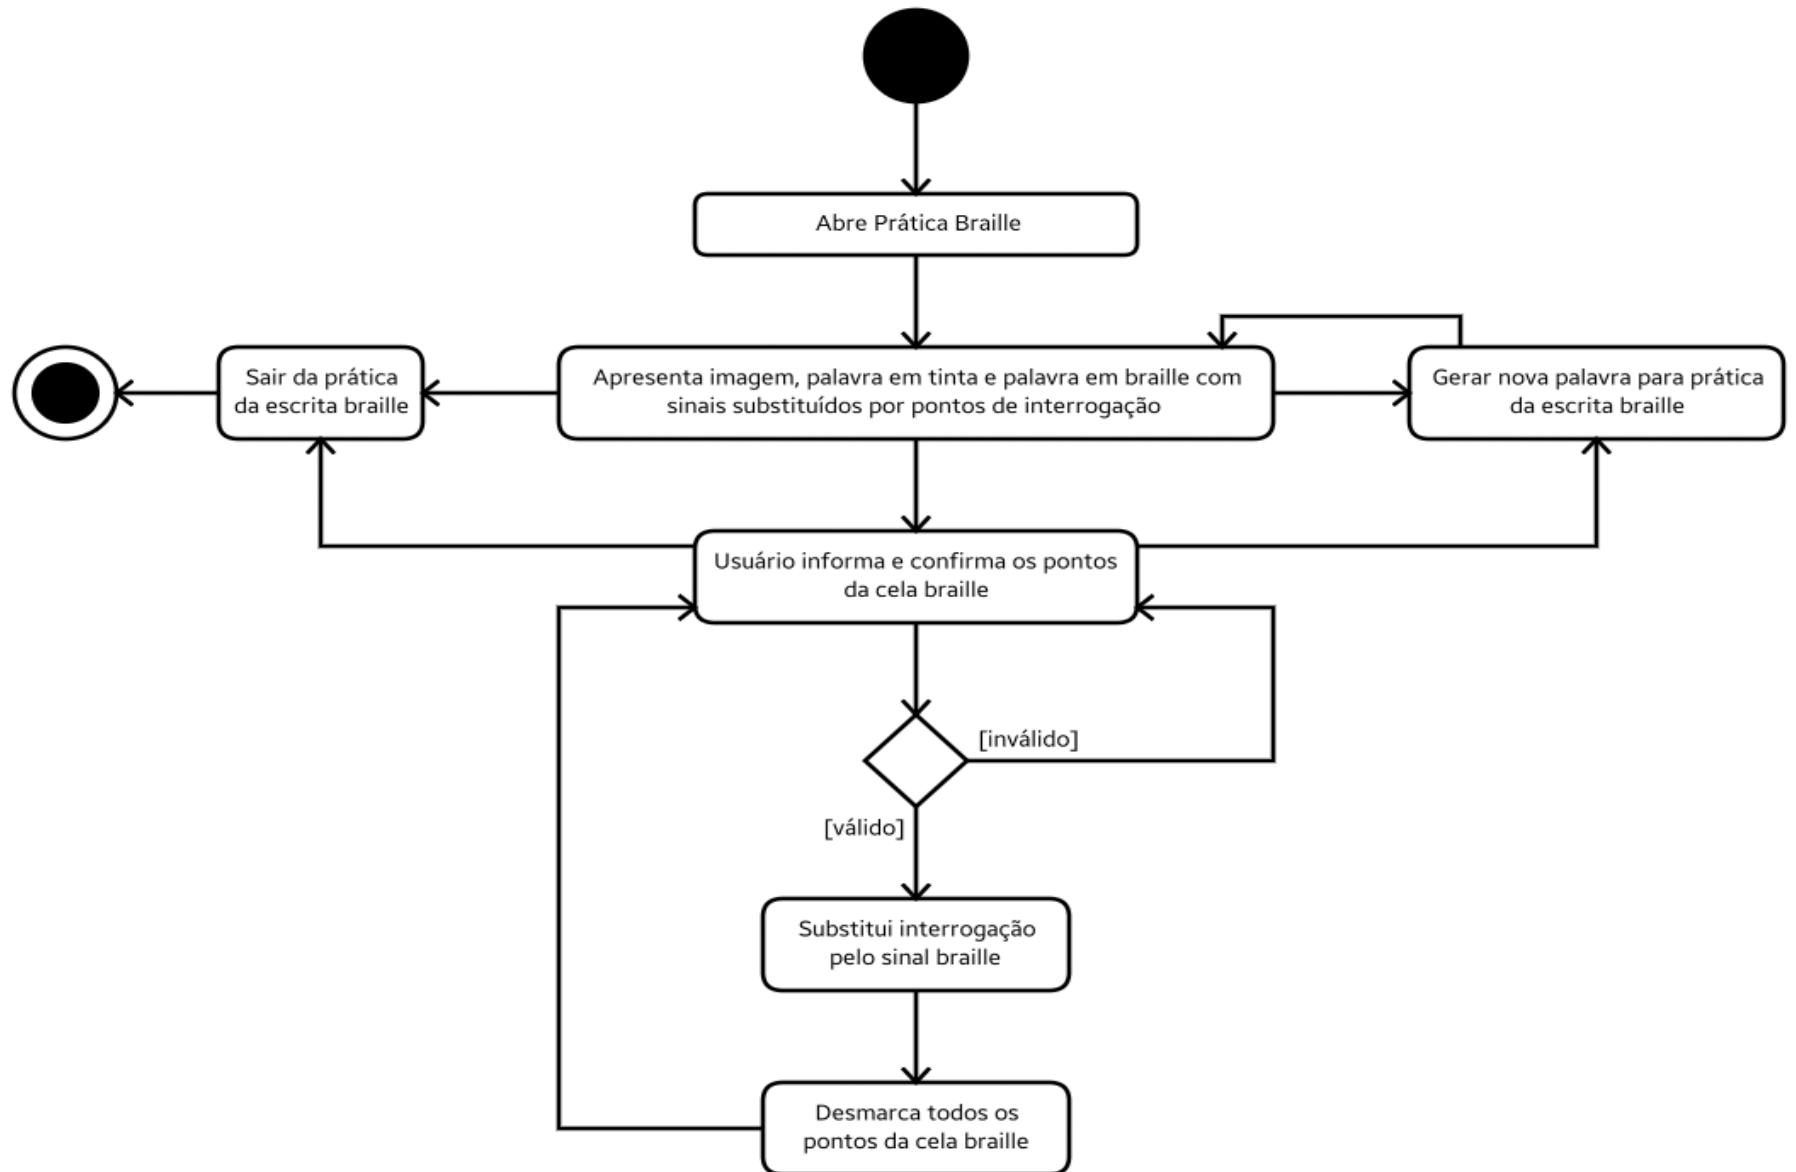 Abre Prática Braille
Sair da prática
da escrita braille
Apresenta imagem, palavra em tinta e palavra em braille com
sinais substituídos por pontos de interrogação
Gerar nova palavra para prática
da escrita braille
Usuário informa e confirma os pontos
da cela braille
[inválido]
[válido]
Substitui interrogação
pelo sinal braille
Desmarca todos os
pontos da cela braille